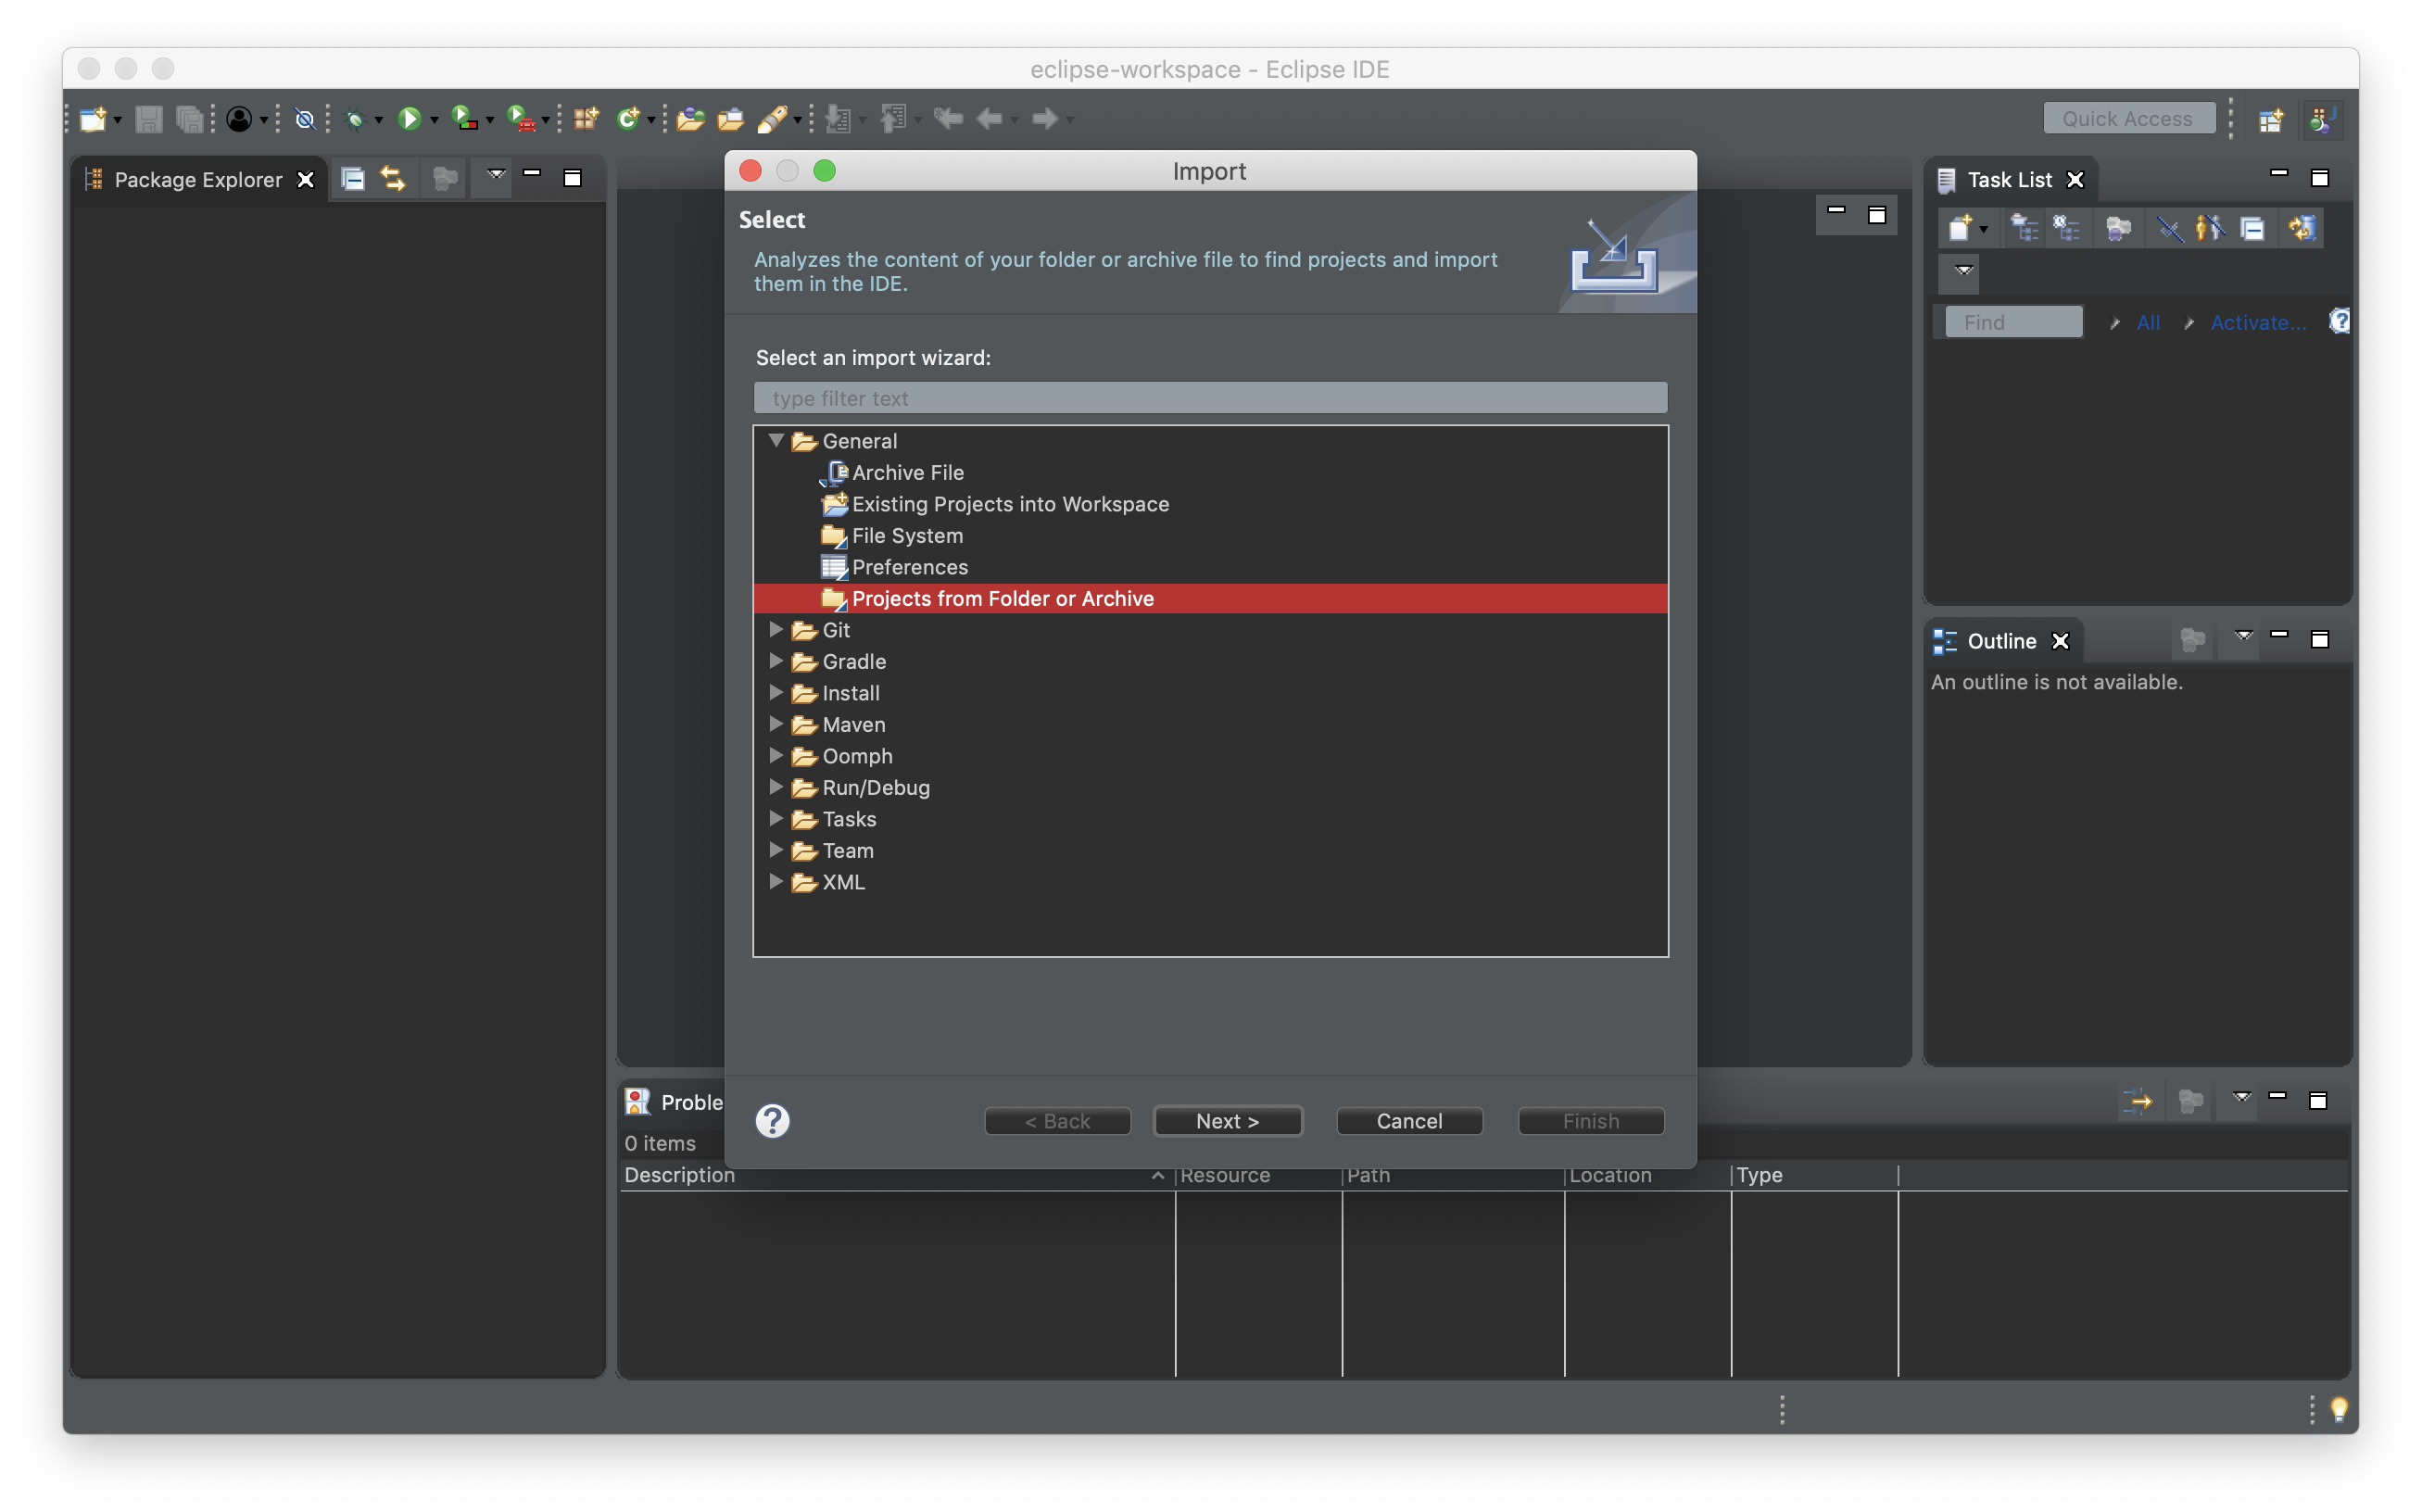 eclipse-workspace - Eclipse IDE
Quick Access
Package Explorer
Import
Select
Analyzes the content of your folder or archive file to find projects and import
them in the IDE.
Select an import wizard:
type filter text
General
Archive File
Existing Projects into Workspace
File System
Preferences
Projects from Folder or Archive
Git
Gradle
Install
Maven
Oomph
Run/Debug
Tasks
Team
XML
< Back
Next >
Cancel
Finish
Task List
Find
All
Activate...
Outline
An outline is not available.
Proble
0 items
Description
Resource
Path
Location
Type